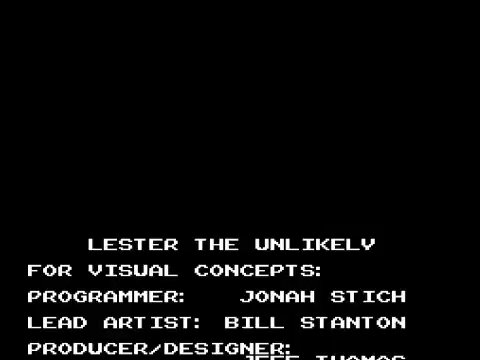 LESTER THE UNLIKELY
FOR VISUAL CONCEPTS:
PROGRAMMER: JONAH STICH
LEAD ARTIST: BILL STANTON
PRODUCER/DESIGNER: